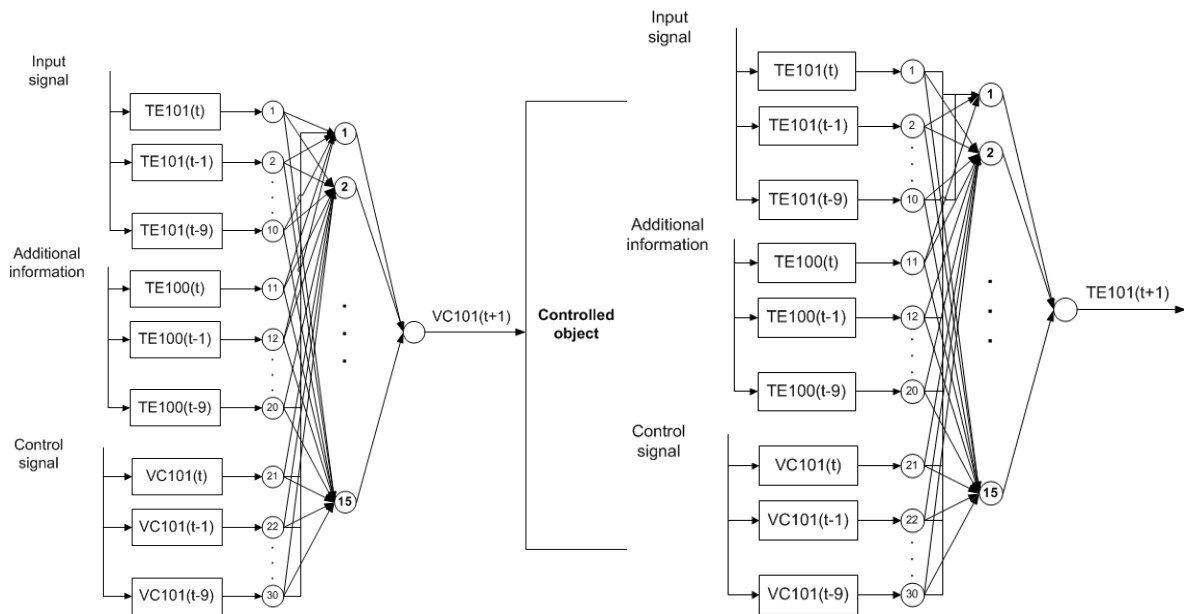 Input
signal
TE101(t)
1
TE101(t-1)
2
TE101(t-9)
10
Additional
information
TE100(t)
11
TE100(t-1)
12
TE100(t-9)
20
Control
signal
VC101(t)
21
VC101(t-1)
22
VC101(t-9)
30
1
2
15
VC101(t+1)
Controlled
object
Input
signal
TE101(t)
1
TE101(t-1)
2
TE101(t-9)
10
Additional
information
TE100(t)
11
TE100(t-1)
12
TE100(t-9)
20
Control
signal
VC101(t)
21
VC101(t-1)
22
VC101(t-9)
30
1
2
15
TE101(t+1)